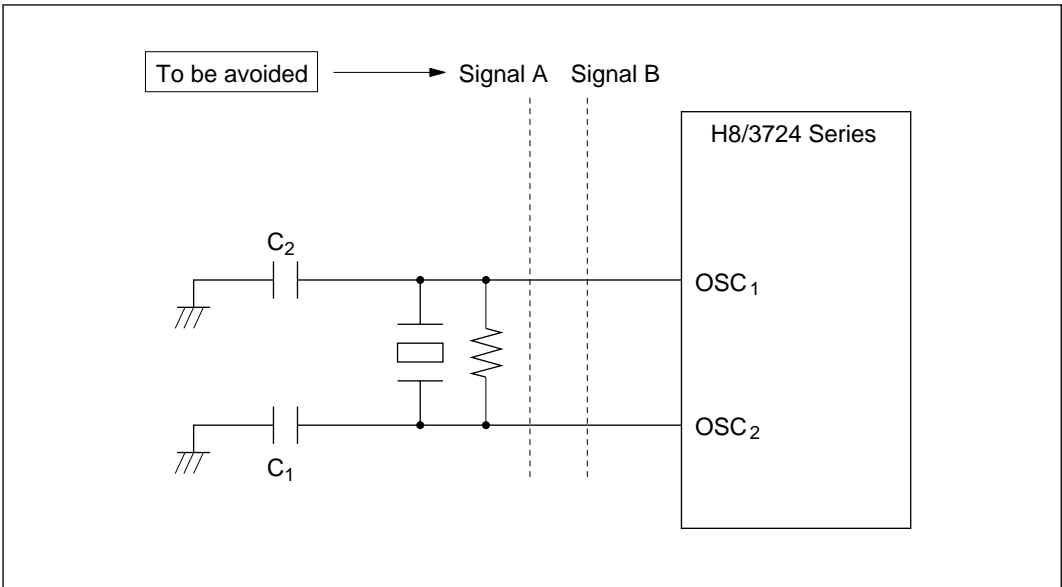 To be avoided
Signal A
Signal B
H8/3724 Series
C2
OSC1
OSC2
C1